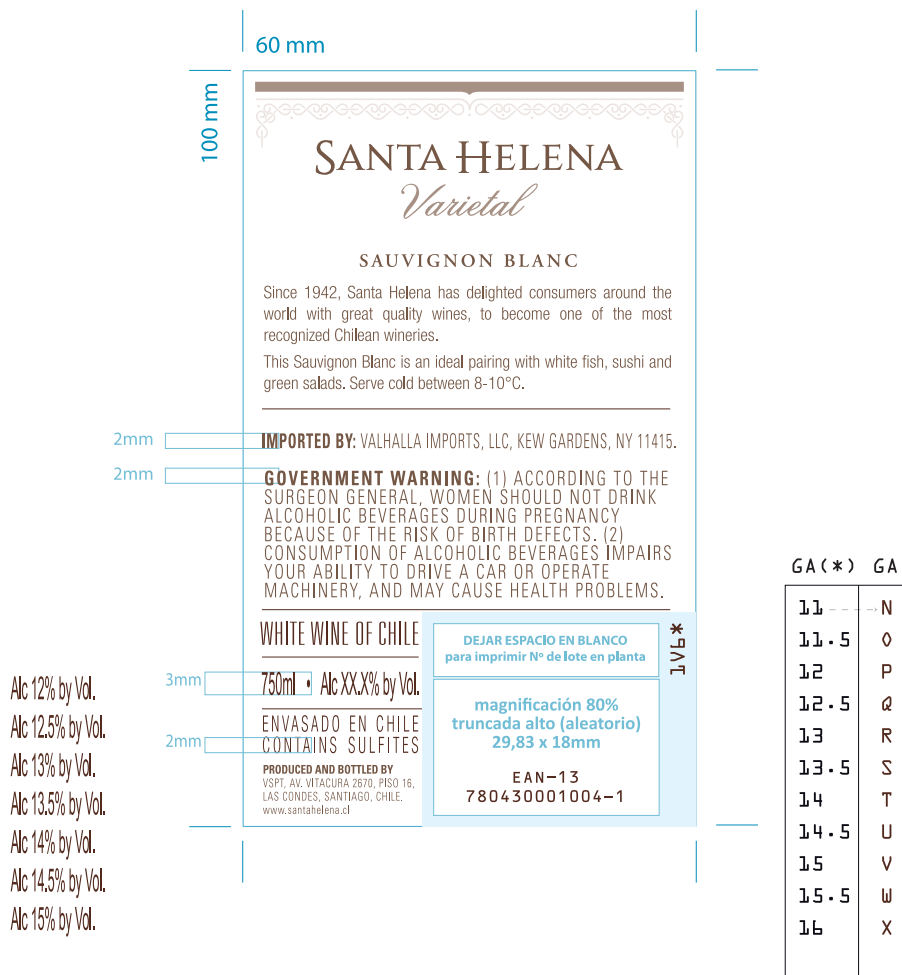 60 mm
100 mm
SANTA HELENA
Varietal
SAUVIGNON BLANC
Since 1942, Santa Helena has delighted consumers around the
world with great quality wines, to become one of the most
recognized Chilean wineries.
This Sauvignon Blanc is an ideal pairing with white fish, sushi and
green salads. Serve cold between 8-10°C.
2mm
IMPORTED BY: VALHALLA IMPORTS, LLC, KEW GARDENS, NY 11415.
2mm
GOVERNMENT WARNING: (1) ACCORDING TO THE
SURGEON GENERAL, WOMEN SHOULD NOT DRINK
ALCOHOLIC BEVERAGES DURING PREGNANCY
BECAUSE OF THE RISK OF BIRTH DEFECTS. (2)
CONSUMPTION OF ALCOHOLIC BEVERAGES IMPAIRS
YOUR ABILITY TO DRIVE A CAR OR OPERATE
MACHINERY, AND MAY CAUSE HEALTH PROBLEMS.
WHITE WINE OF CHILE
3mm
750ml • Alc XX.X% by Vol.
ENVASADO EN CHILE
2mm
CONTAINS SULFITES
PRODUCED AND BOTTLED BY
VSPT, AV. VITACURA 2670, PISO 16,
LAS CONDES, SANTIAGO, CHILE.
www.santahelena.cl
DEJAR ESPACIO EN BLANCO
para imprimir Nº de lote en planta
1V6*
magnificación 80%
truncada alto (aleatorio)
29,83 x 18mm
EAN-13
780430001004-1
Alc 12% by Vol.
Alc 12.5% by Vol.
Alc 13% by Vol.
Alc 13.5% by Vol.
Alc 14% by Vol.
Alc 14.5% by Vol.
Alc 15% by Vol.
GA(*) GA
11 N
11.5 O
12 P
12.5 Q
13 R
13.5 S
14 T
14.5 U
15 V
15.5 W
16 X